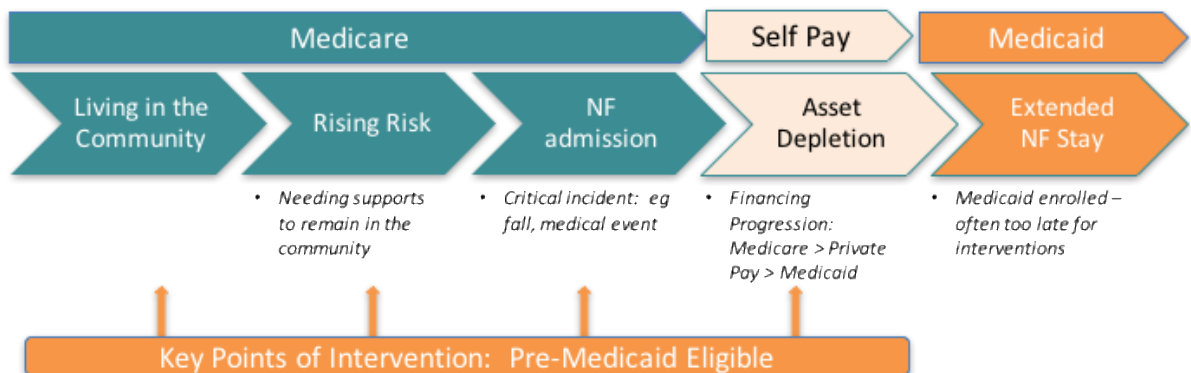 Medicare
Self Pay
Medicaid
Living in the
Community
Rising Risk
NF
admission
Asset
Depletion
Extended
NF Stay
• Needing supports
to remain in the
community
• Critical incident:  eg
fall, medical event
• Financing
Progression:
Medicare > Private
Pay > Medicaid
• Medicaid enrolled –
often too late for
interventions
Key Points of Intervention:  Pre-Medicaid Eligible